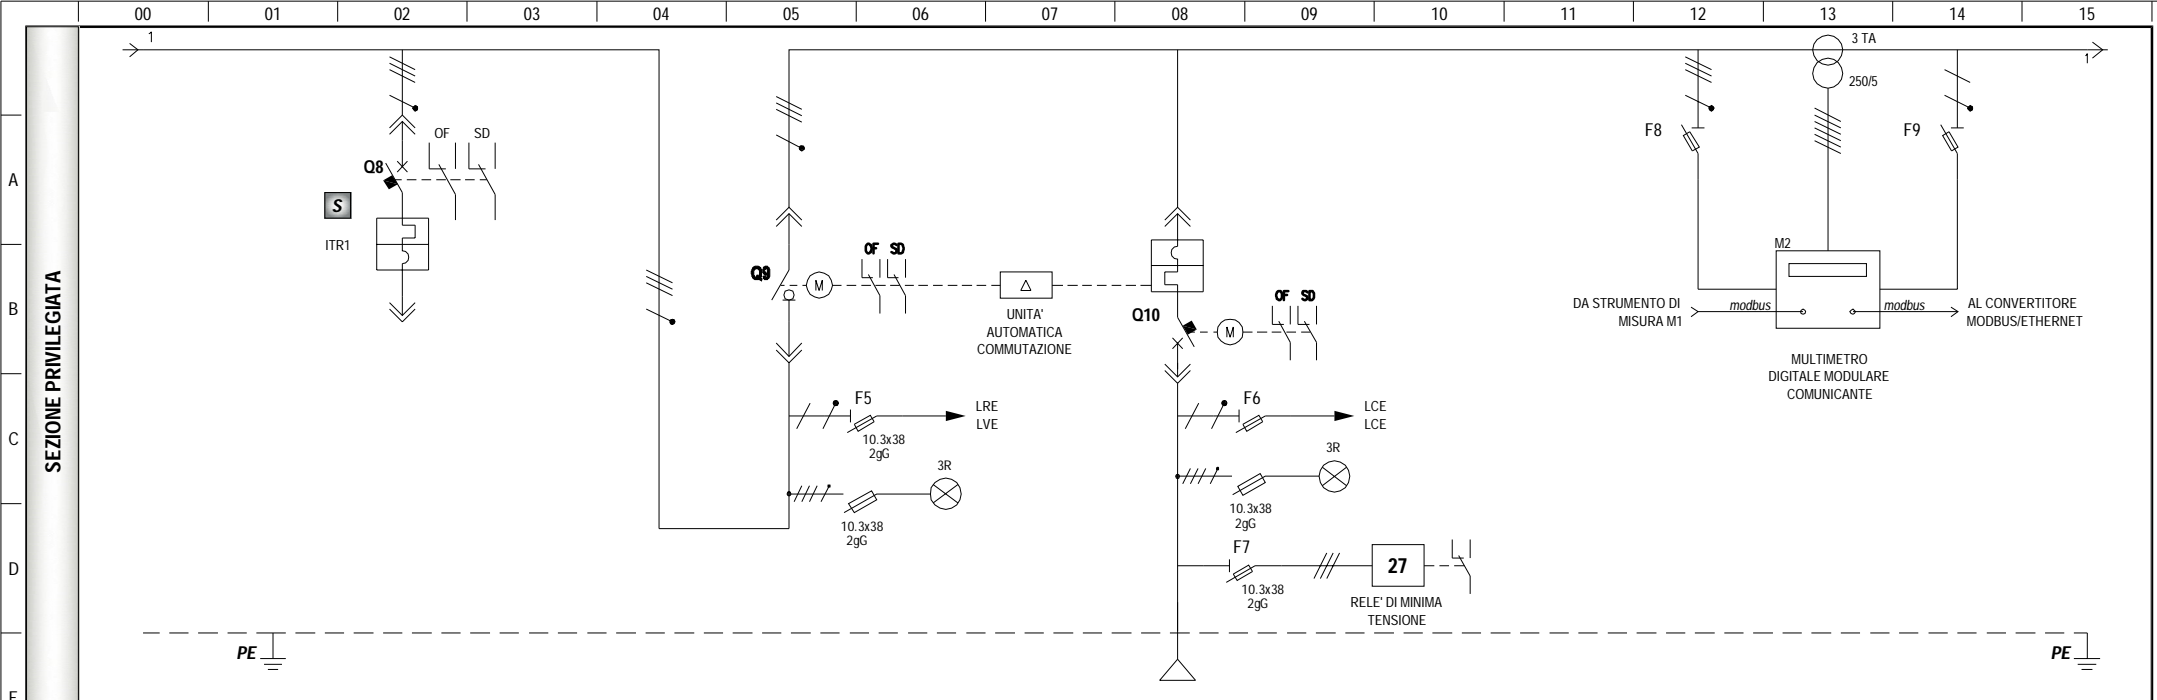 00 01 02 03 04 05 06 07 08 09 10 11 12 13 14 15
A
B
C
D
E
SEZIONE PRIVILEGIATA
1
OF SD
Q8
S
ITR1
Q9
M
OF SD
UNITA'
AUTOMATICA
COMMUTAZIONE
F5
10.3x38
2gG
LRE
LVE
3R
10.3x38
2gG
Q10
M
OF SD
F6
LCE
LCE
3R
10.3x38
2gG
F7
10.3x38
2gG
27
RELE' DI MINIMA
TENSIONE
F8
3 TA
250/5
F9
1
M2
DA STRUMENTO DI
MISURA M1
modbus
modbus
AL CONVERTITORE
MODBUS/ETHERNET
MULTIMETRO
DIGITALE MODULARE
COMUNICANTE
PE
PE